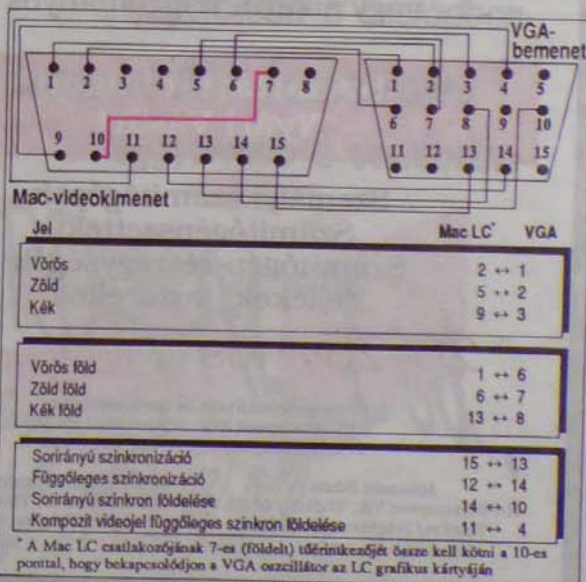 VGA-
bemenet
1 2 3 4 5 6 7 8
9 10 11 12 13 14 15
1 2 3 4 5
6 7 8 9 10
11 12 13 14 15
Mac-videokimenet
Jel Mac LC* VGA
Vörös 2 ↔ 1
Zöld 5 ↔ 2
Kék 9 ↔ 3
Vörös föld 1 ↔ 6
Zöld föld 6 ↔ 7
Kék föld 13 ↔ 8
Sorirányú szinkronizáció 15 ↔ 13
Függőleges szinkronizáció 12 ↔ 14
Sorirányú szinkron földelése 14 ↔ 10
Kompozit videojel függőleges szinkron földelése 11 ↔ 4
* A Mac LC csatlakozójának 7-es (földelt) tűérintkezőjét össze kell kötni a 10-es
ponttal, hogy bekapcsolódjon a VGA oszcillátor az LC grafikus kártyáján